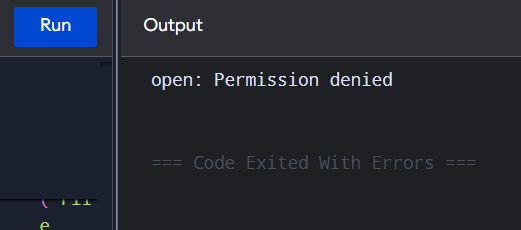 Run
Output
open: Permission denied
=== Code Exited With Errors ===
e